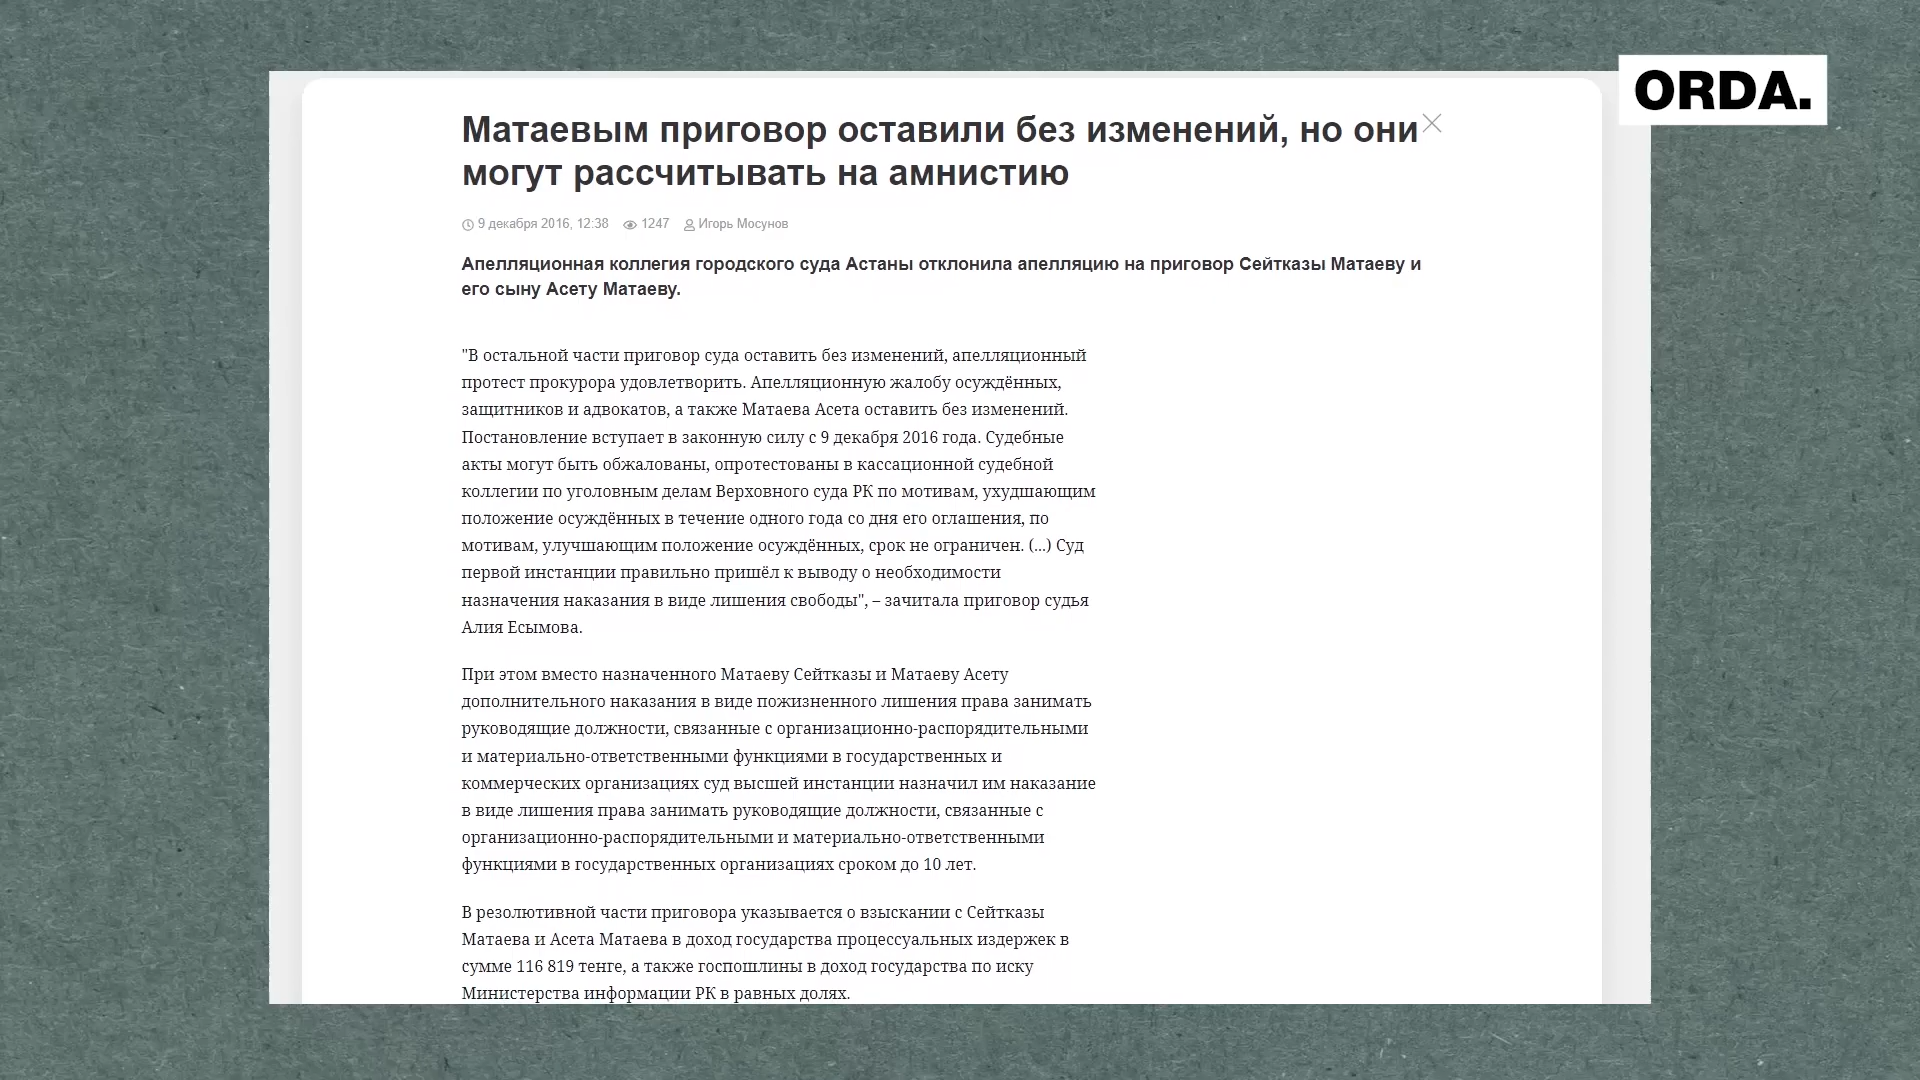 ORDA.
Матаевым приговор оставили без изменений, но они
могут рассчитывать на амнистию
9 декабря 2016, 12:38 1247 Игорь Мосунов
Апелляционная коллегия городского суда Астаны отклонила апелляцию на приговор Сейтказы Матаеву и
его сыну Асету Матаеву.
"В остальной части приговор суда оставить без изменений, апелляционный
протест прокурора удовлетворить. Апелляционную жалобу осуждённых,
защитников и адвокатов, а также Матаева Асета оставить без изменений.
Постановление вступает в законную силу с 9 декабря 2016 года. Судебные
акты могут быть обжалованы, опротестованы в кассационной судебной
коллегии по уголовным делам Верховного суда РК по мотивам, ухудшающим
положение осуждённых в течение одного года со дня его оглашения, по
мотивам, улучшающим положение осуждённых, срок не ограничен. (...) Суд
первой инстанции правильно пришёл к выводу о необходимости
назначения наказания в виде лишения свободы", – зачитала приговор судья
Алия Есымова.
При этом вместо назначенного Матаеву Сейтказы и Матаеву Асету
дополнительного наказания в виде пожизненного лишения права занимать
руководящие должности, связанные с организационно-распорядительными
и материально-ответственными функциями в государственных и
коммерческих организациях суд высшей инстанции назначил им наказание
в виде лишения права занимать руководящие должности, связанные с
организационно-распорядительными и материально-ответственными
функциями в государственных организациях сроком до 10 лет.
В резолютивной части приговора указывается о взыскании с Сейтказы
Матаева и Асета Матаева в доход государства процессуальных издержек в
сумме 116 819 тенге, а также госпошлины в доход государства по иску
Министерства информации РК в равных долях.